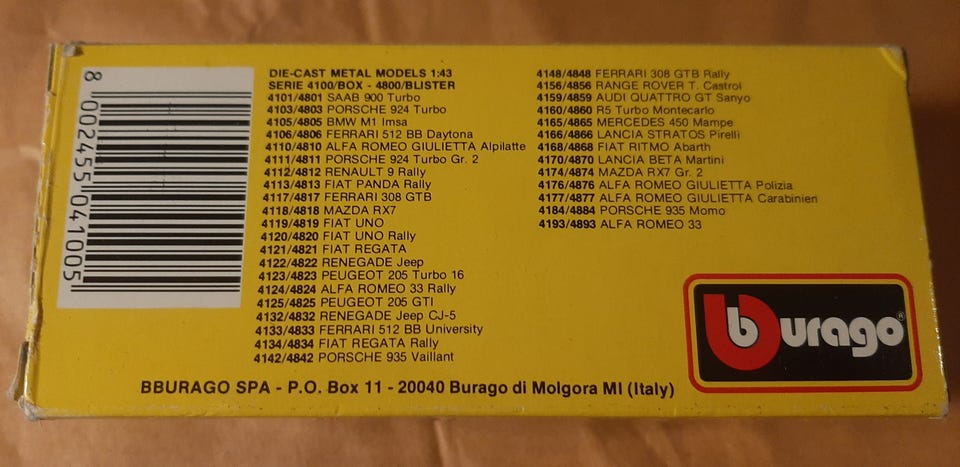 8 002455 041005
DIE-CAST METAL MODELS 1:43
SERIE 4100/BOX - 4800/BLISTER
4101/4801 SAAB 900 Turbo
4103/4803 PORSCHE 924 Turbo
4105/4805 BMW M1 Imsa
4106/4806 FERRARI 512 BB Daytona
4110/4810 ALFA ROMEO GIULIETTA Alpilatte
4111/4811 PORSCHE 924 Turbo Gr. 2
4112/4812 RENAULT 9 Rally
4113/4813 FIAT PANDA Rally
4117/4817 FERRARI 308 GTB
4118/4818 MAZDA RX7
4119/4819 FIAT UNO
4120/4820 FIAT UNO Rally
4121/4821 FIAT REGATA
4122/4822 RENEGADE Jeep
4123/4823 PEUGEOT 205 Turbo 16
4124/4824 ALFA ROMEO 33 Rally
4125/4825 PEUGEOT 205 GTI
4132/4832 RENEGADE Jeep CJ-5
4133/4833 FERRARI 512 BB University
4134/4834 FIAT REGATA Rally
4142/4842 PORSCHE 935 Vaillant
4148/4848 FERRARI 308 GTB Rally
4156/4856 RANGE ROVER T. Castrol
4159/4859 AUDI QUATTRO GT Sanyo
4160/4860 R5 Turbo Montecarlo
4165/4865 MERCEDES 450 Mampe
4166/4866 LANCIA STRATOS Pirelli
4168/4868 FIAT RITMO Abarth
4170/4870 LANCIA BETA Martini
4174/4874 MAZDA RX7 Gr. 2
4176/4876 ALFA ROMEO GIULIETTA Polizia
4177/4877 ALFA ROMEO GIULIETTA Carabinieri
4184/4884 PORSCHE 935 Momo
4193/4893 ALFA ROMEO 33
Bburago®
BBURAGO SPA - P.O. Box 11 - 20040 Burago di Molgora MI (Italy)